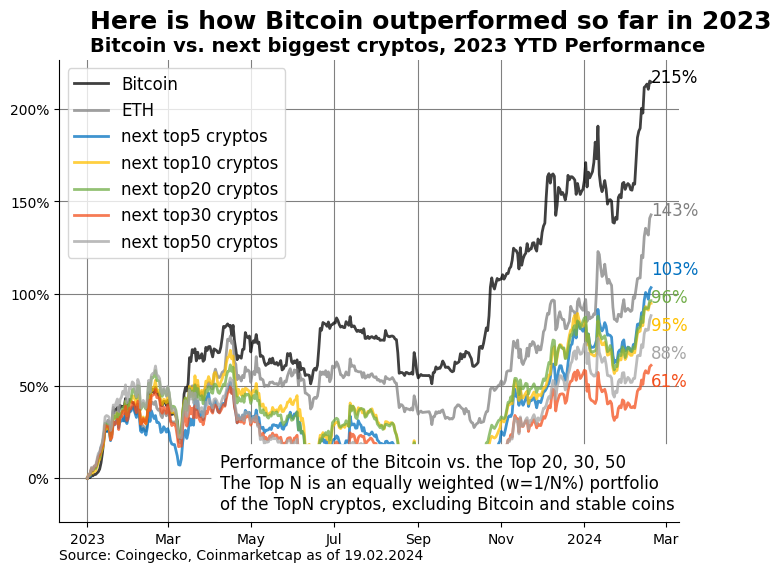 Here is how Bitcoin outperformed so far in 2023
Bitcoin vs. next biggest cryptos, 2023 YTD Performance
Bitcoin
ETH
next top5 cryptos
next top10 cryptos
next top20 cryptos
next top30 cryptos
next top50 cryptos
200%
150%
100%
50%
0%
215%
143%
103%
96%
95%
88%
61%
Performance of the Bitcoin vs. the Top 20, 30, 50
The Top N is an equally weighted (w=1/N%) portfolio
of the TopN cryptos, excluding Bitcoin and stable coins
2023 Mar May Jul Sep Nov 2024 Mar
Source: Coingecko, Coinmarketcap as of 19.02.2024